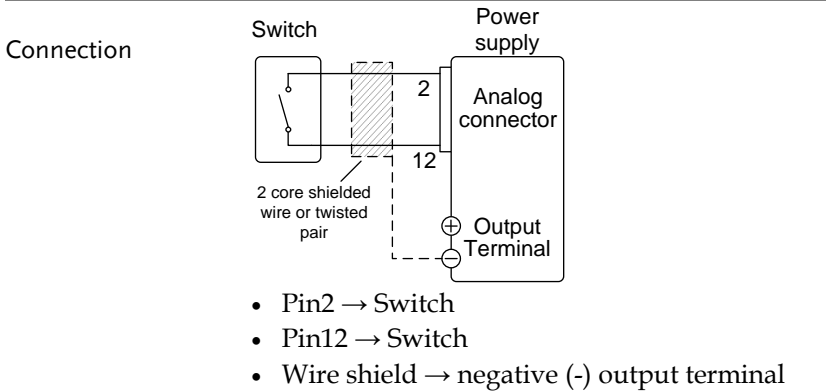 Connection
Switch
Power
supply
2
Analog
connector
12
2 core shielded
wire or twisted
pair
+
Output
Terminal
−
• Pin2 → Switch
• Pin12 → Switch
• Wire shield → negative (-) output terminal